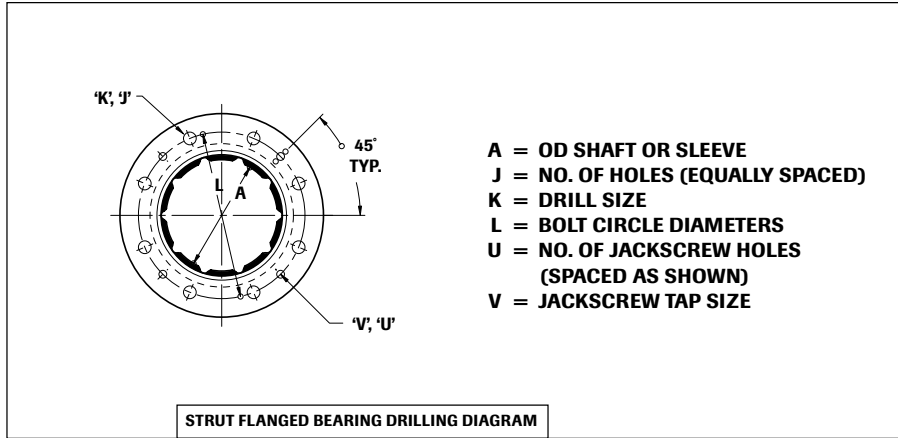 ‘K’, ‘J’
45°
TYP.
L
A
‘V’, ‘U’
A = OD SHAFT OR SLEEVE
J = NO. OF HOLES (EQUALLY SPACED)
K = DRILL SIZE
L = BOLT CIRCLE DIAMETERS
U = NO. OF JACKSCREW HOLES
(SPACED AS SHOWN)
V = JACKSCREW TAP SIZE
STRUT FLANGED BEARING DRILLING DIAGRAM